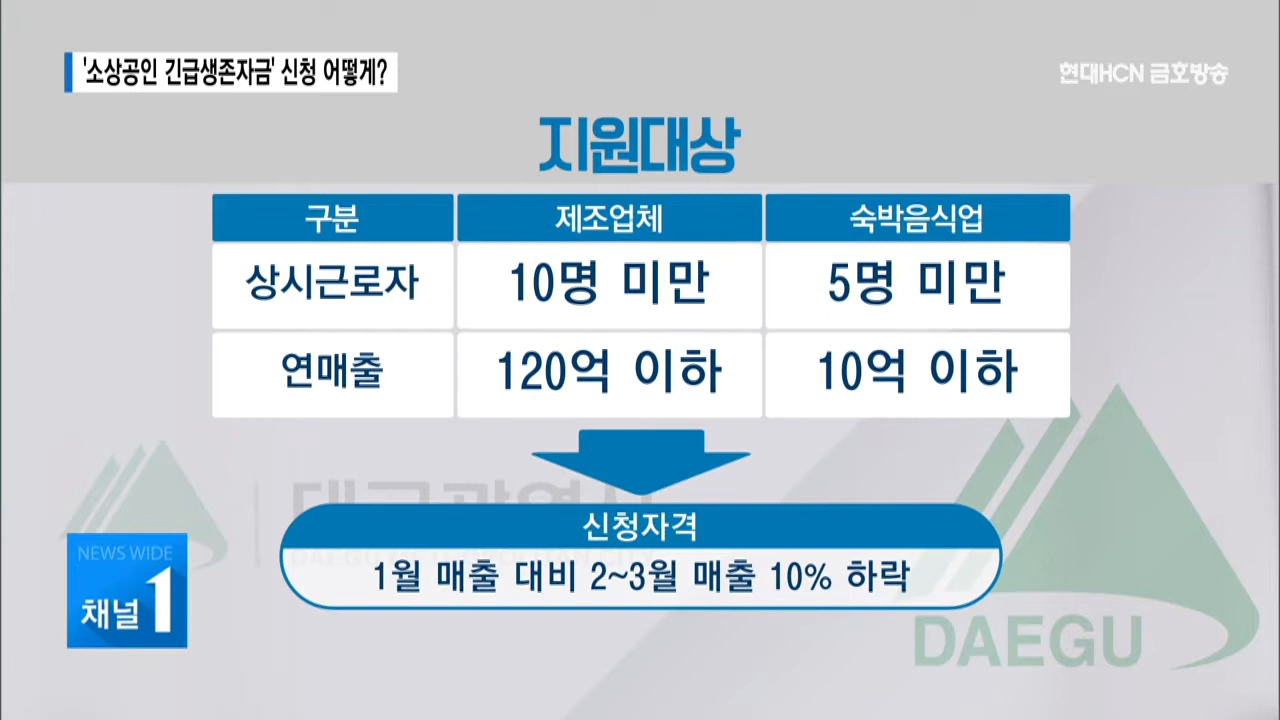 '소상공인 긴급생존자금' 신청 어떻게?
현대HCN 금호방송
지원대상
구분 제조업체 숙박음식업
상시근로자 10명 미만 5명 미만
연매출 120억 이하 10억 이하
신청자격
1월 매출 대비 2~3월 매출 10% 하락
NEWS WIDE
채널1
DAEGU